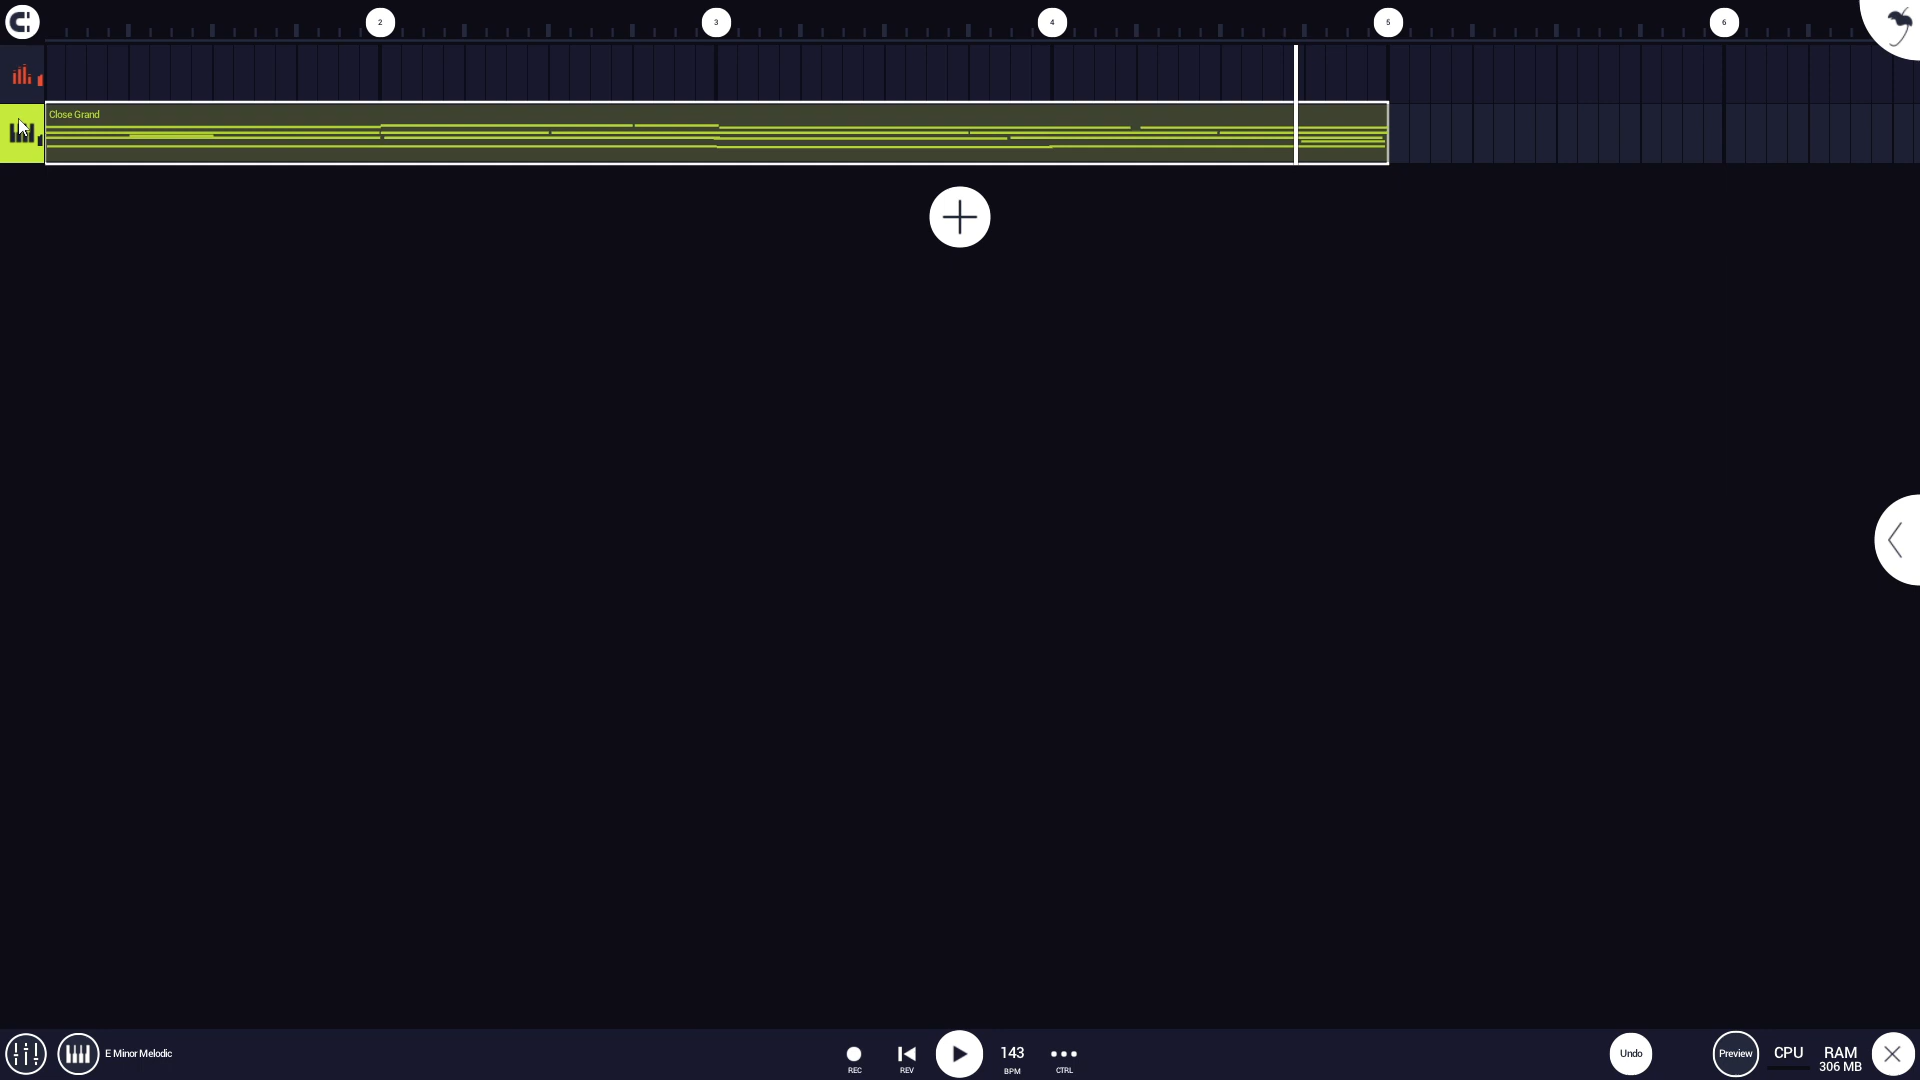 2 3 4 5 6
Close Grand
E Minor Melodic
REC
REV
143
BPM
CTRL
Undo
Preview
CPU
RAM
306 MB